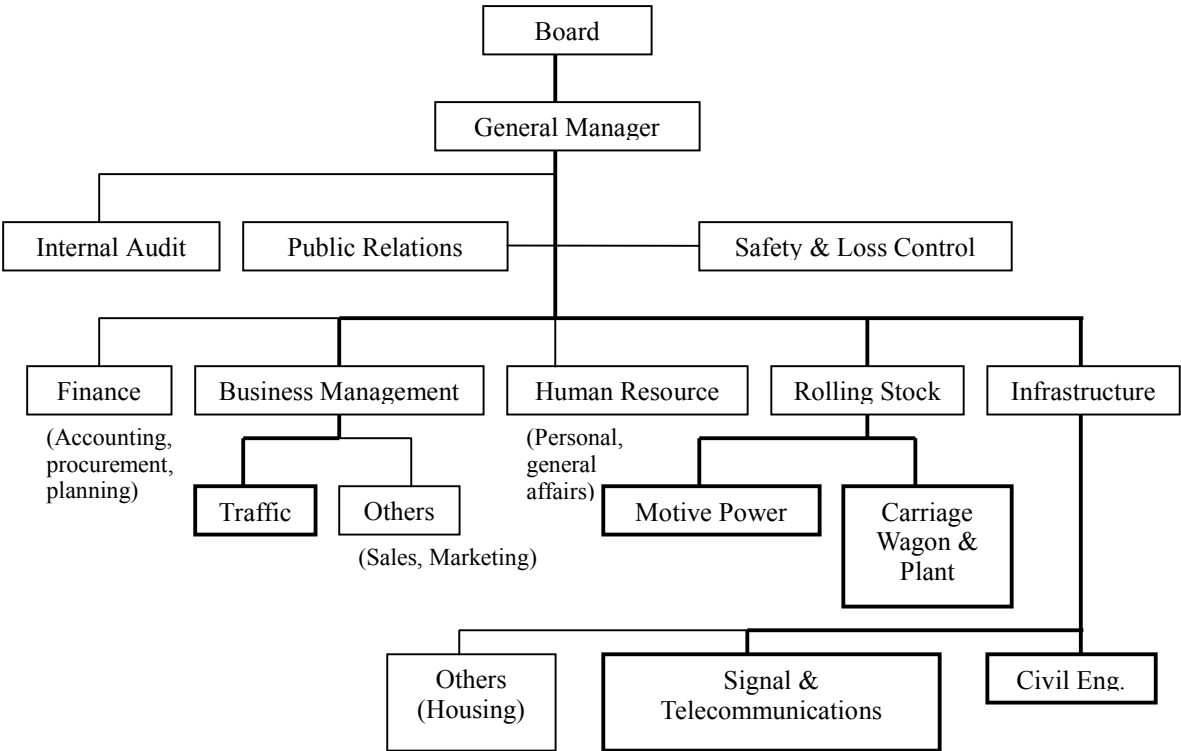 Board
General Manager
Internal Audit
Public Relations
Safety & Loss Control
Finance
Business Management
Human Resource
Rolling Stock
Infrastructure
(Accounting,
procurement,
planning)
(Personal,
general
affairs)
Traffic
Others
(Sales, Marketing)
Motive Power
Carriage
Wagon &
Plant
Others
(Housing)
Signal &
Telecommunications
Civil Eng.